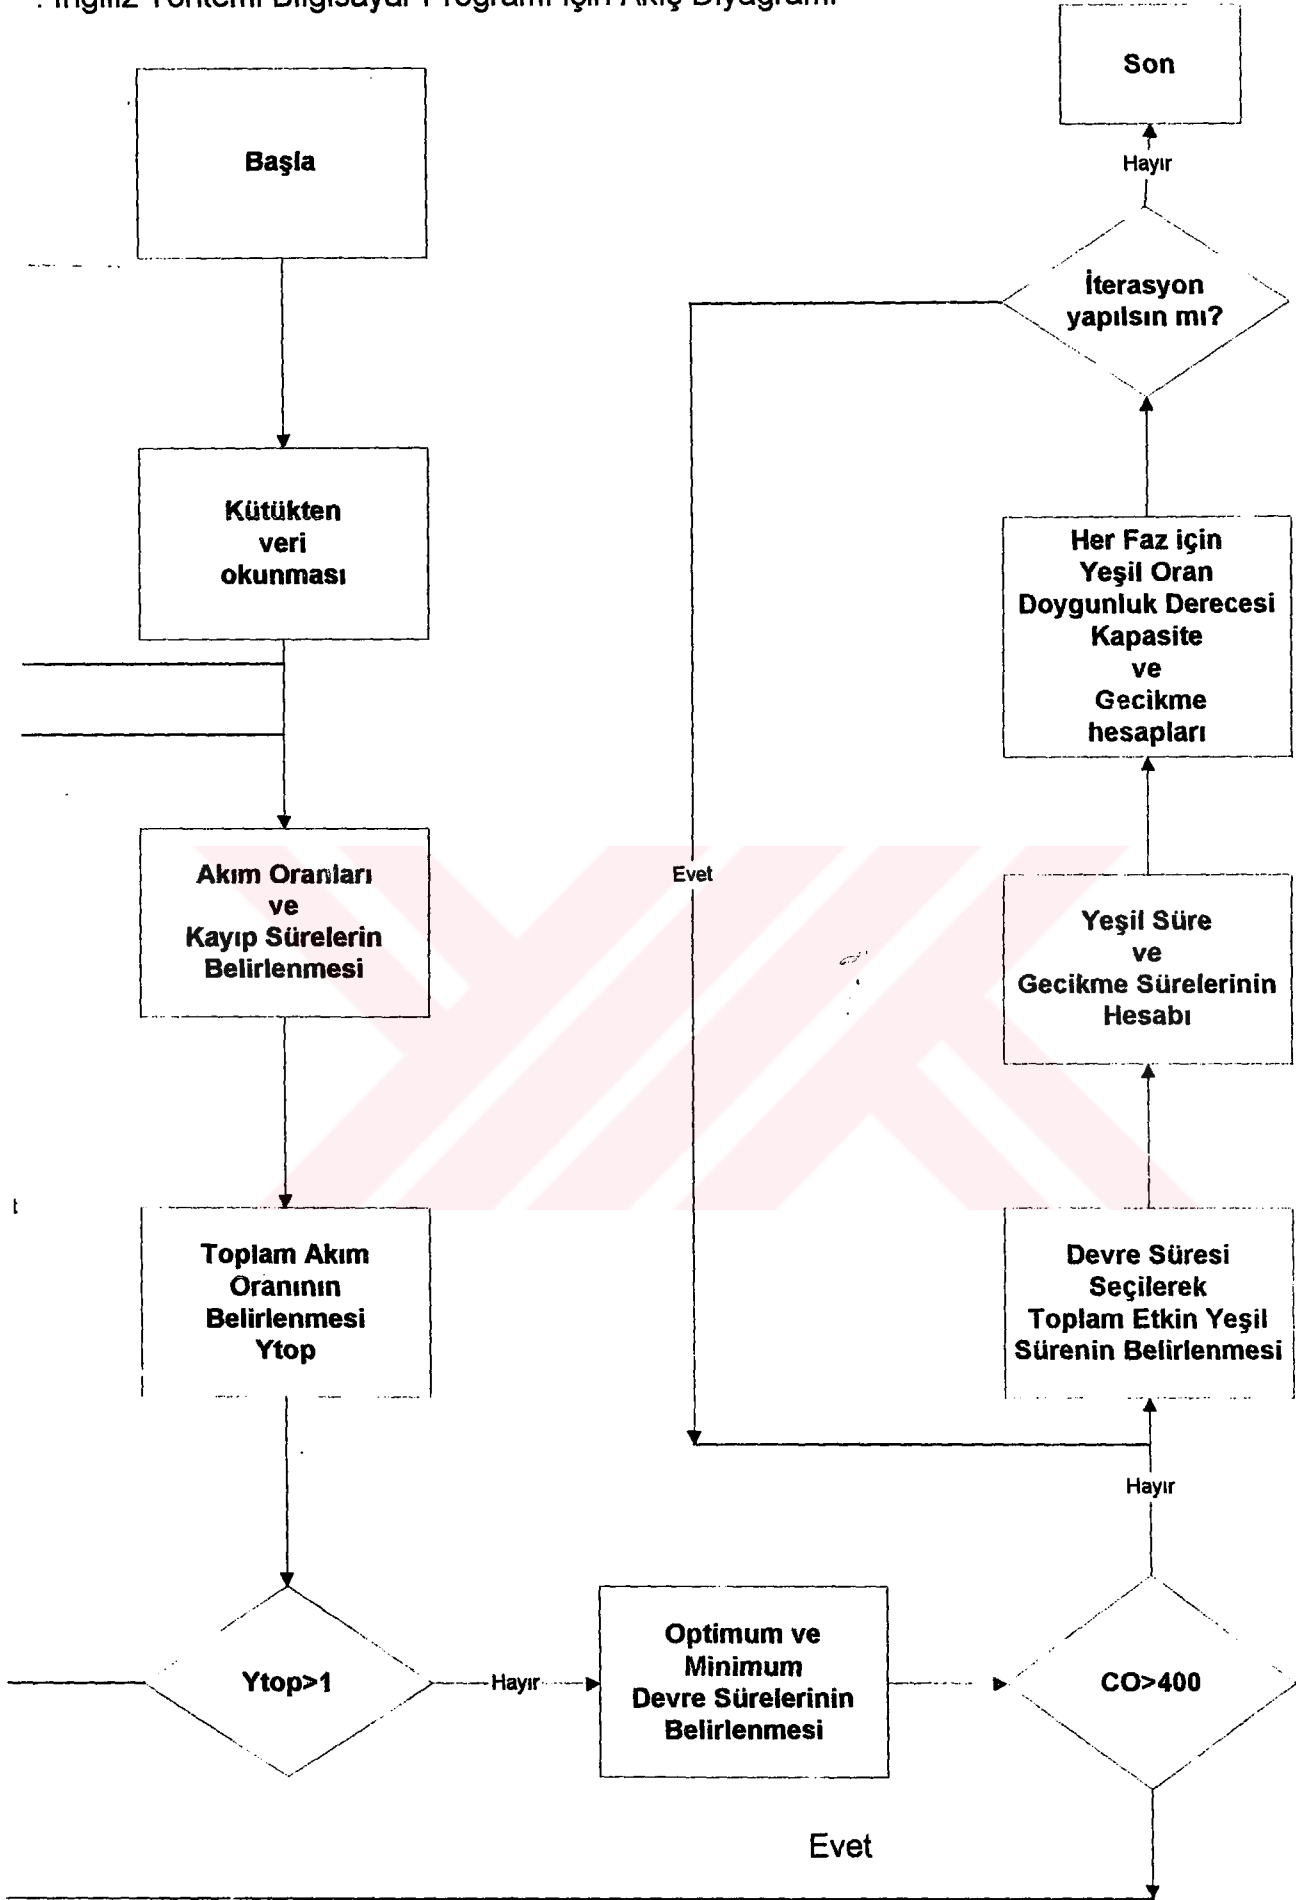 : İngiliz Yöntemi Bilgisayar Programı için Akış Diyagramı
Başla
Kütükten
veri
okunması
Akım Oranları
ve
Kayıp Sürelerin
Belirlenmesi
Toplam Akım
Oranının
Belirlenmesi
Ytop
t
Ytop>1
Hayır
Optimum ve
Minimum
Devre Sürelerinin
Belirlenmesi
CO>400
Evet
Hayır
Devre Süresi
Seçilerek
Toplam Etkin Yeşil
Sürenin Belirlenmesi
Yeşil Süre
ve
Gecikme Sürelerinin
Hesabı
Her Faz için
Yeşil Oran
Doygunluk Derecesi
Kapasite
ve
Gecikme
hesapları
İterasyon
yapılsın mı?
Evet
Hayır
Son